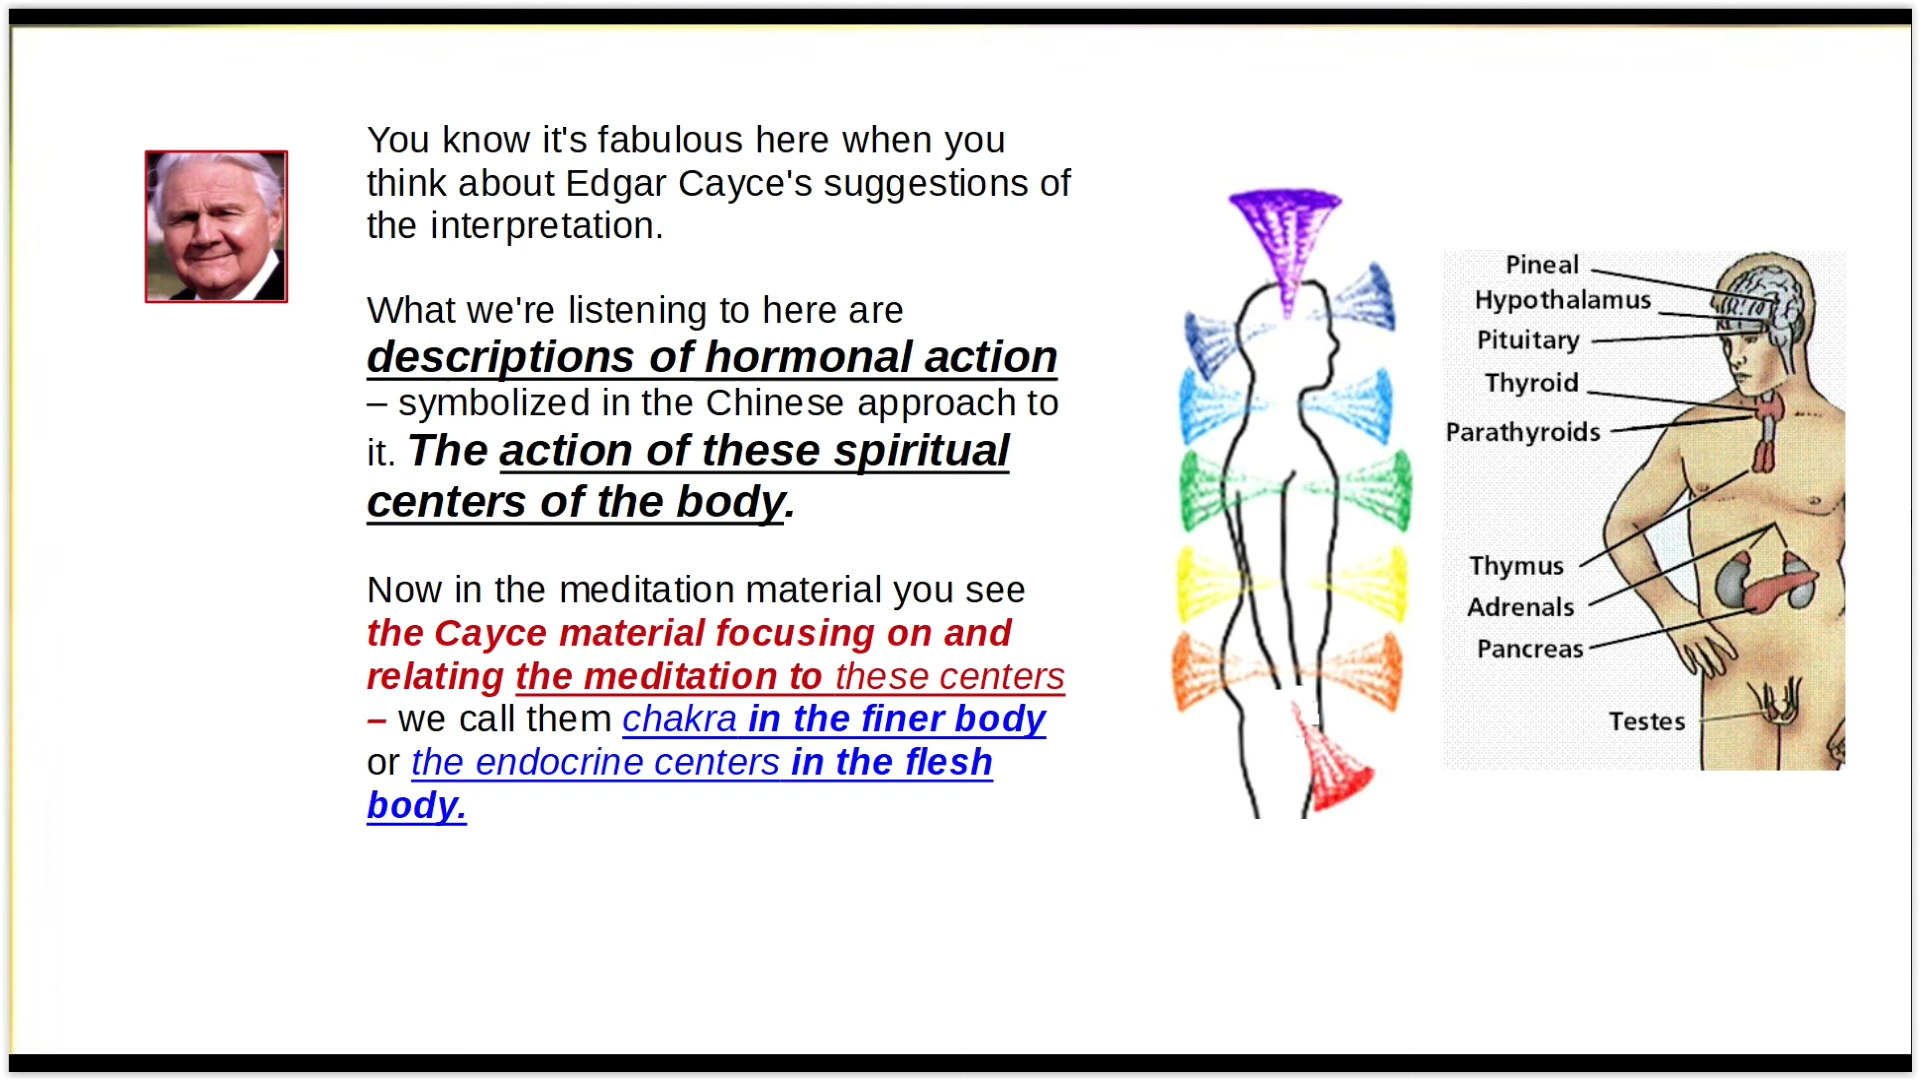 You know it's fabulous here when you
think about Edgar Cayce's suggestions of
the interpretation.
What we're listening to here are
descriptions of hormonal action
– symbolized in the Chinese approach to
it. The action of these spiritual
centers of the body.
Now in the meditation material you see
the Cayce material focusing on and
relating the meditation to these centers
– we call them chakra in the finer body
or the endocrine centers in the flesh
body.
Pineal
Hypothalamus
Pituitary
Thyroid
Parathyroids
Thymus
Adrenals
Pancreas
Testes